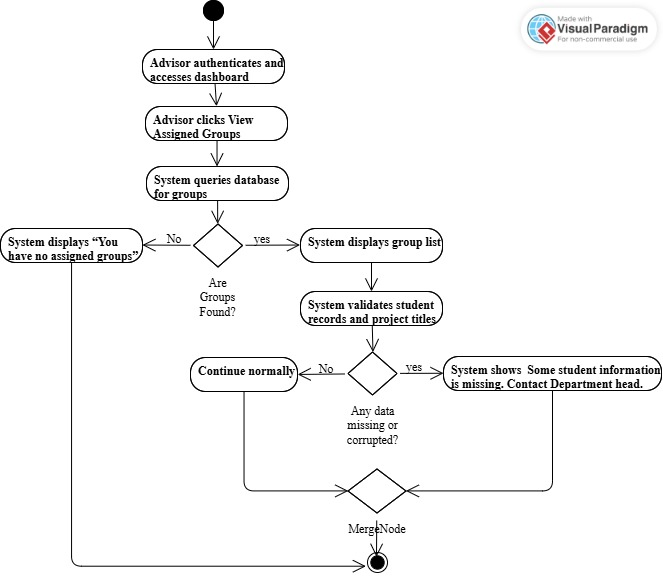 Made with
VisualParadigm
For non-commercial use
Advisor authenticates and
accesses dashboard
Advisor clicks View
Assigned Groups
System queries database
for groups
System displays “You
have no assigned groups”
No
yes
System displays group list
Are
Groups
Found?
System validates student
records and project titles
Continue normally
No
yes
System shows Some student information
is missing. Contact Department head.
Any data
missing or
corrupted?
MergeNode